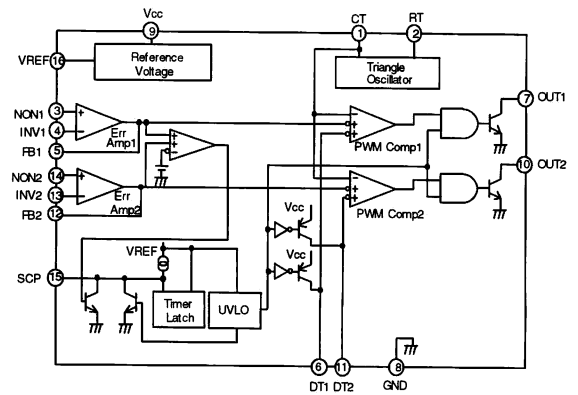 Vcc
9
CT
1
RT
2
VREF
16
Reference
Voltage
Triangle
Oscillator
NON1
3
INV1
4
FB1
5
NON2
14
INV2
13
FB2
12
+
−
Err
Amp1
+
−
Err
Amp2
+
+
−
−
+
+
PWM Comp1
−
+
+
PWM Comp2
7
OUT1
10
OUT2
Vcc
Vcc
VREF
SCP
15
Timer
Latch
UVLO
6
DT1
11
DT2
8
GND